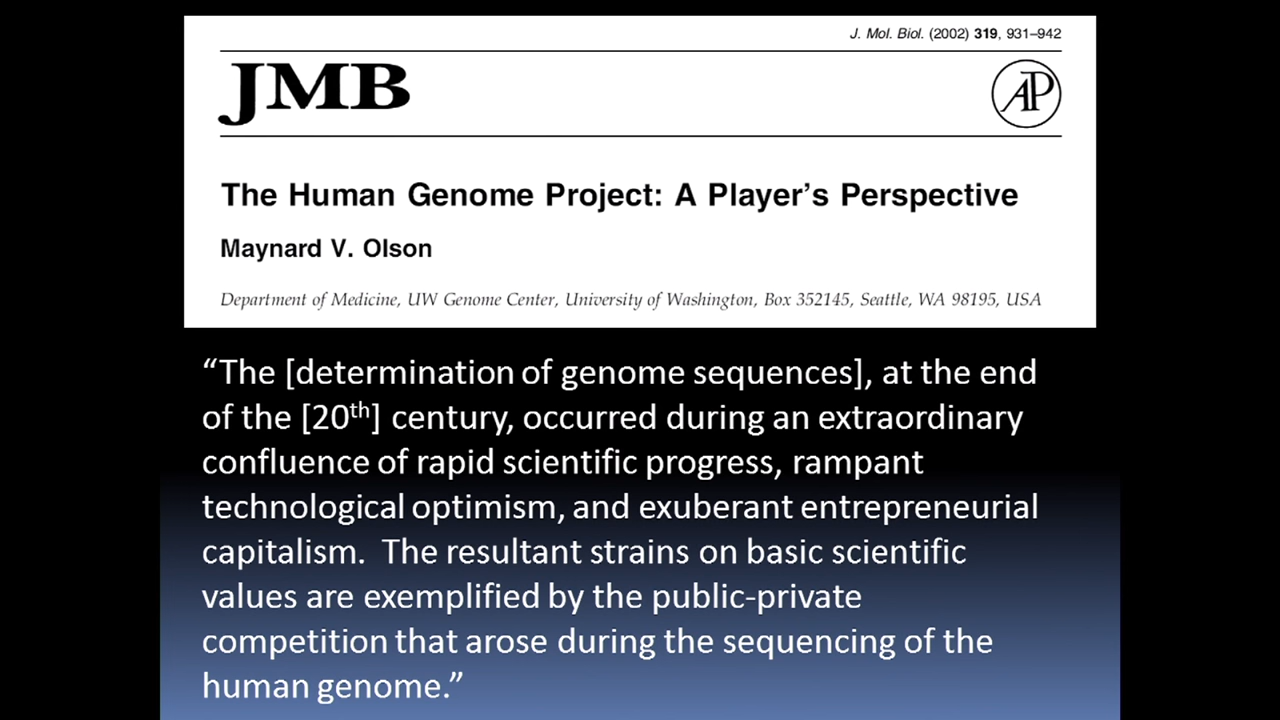 J. Mol. Biol. (2002) 319, 931–942
JMB
AP
The Human Genome Project: A Player’s Perspective
Maynard V. Olson
Department of Medicine, UW Genome Center, University of Washington, Box 352145, Seattle, WA 98195, USA
“The [determination of genome sequences], at the end
of the [20th] century, occurred during an extraordinary
confluence of rapid scientific progress, rampant
technological optimism, and exuberant entrepreneurial
capitalism. The resultant strains on basic scientific
values are exemplified by the public-private
competition that arose during the sequencing of the
human genome.”